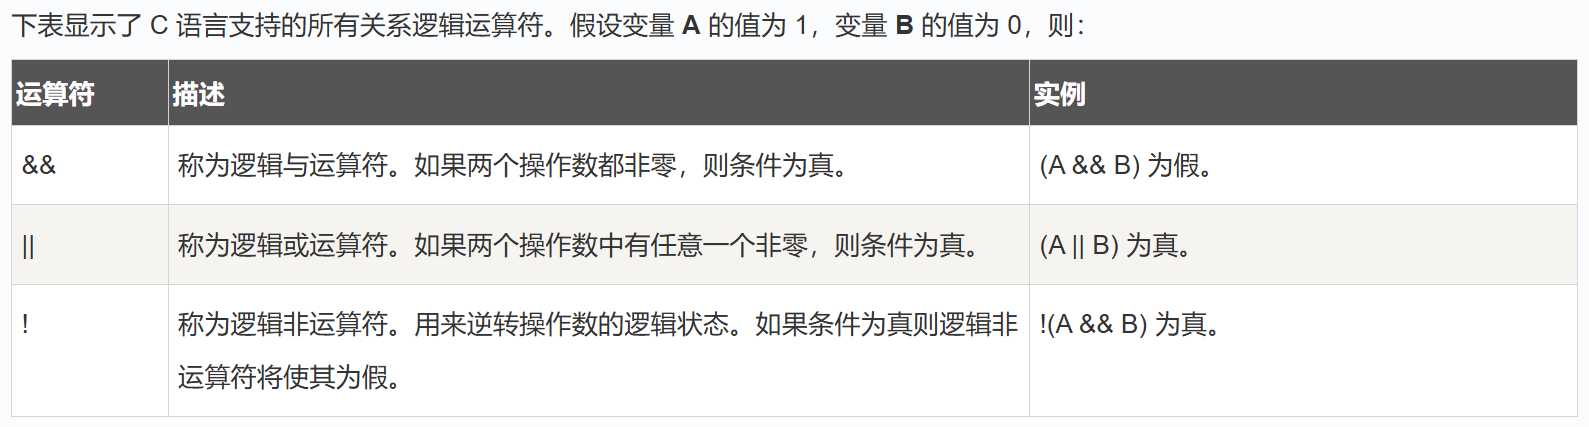 下表显示了 C 语言支持的所有关系逻辑运算符。假设变量 A 的值为 1，变量 B 的值为 0，则：
运算符 描述 实例
&& 称为逻辑与运算符。如果两个操作数都非零，则条件为真。 (A && B) 为假。
|| 称为逻辑或运算符。如果两个操作数中有任意一个非零，则条件为真。 (A || B) 为真。
! 称为逻辑非运算符。用来逆转操作数的逻辑状态。如果条件为真则逻辑非 !(A && B) 为真。
运算符将使其为假。